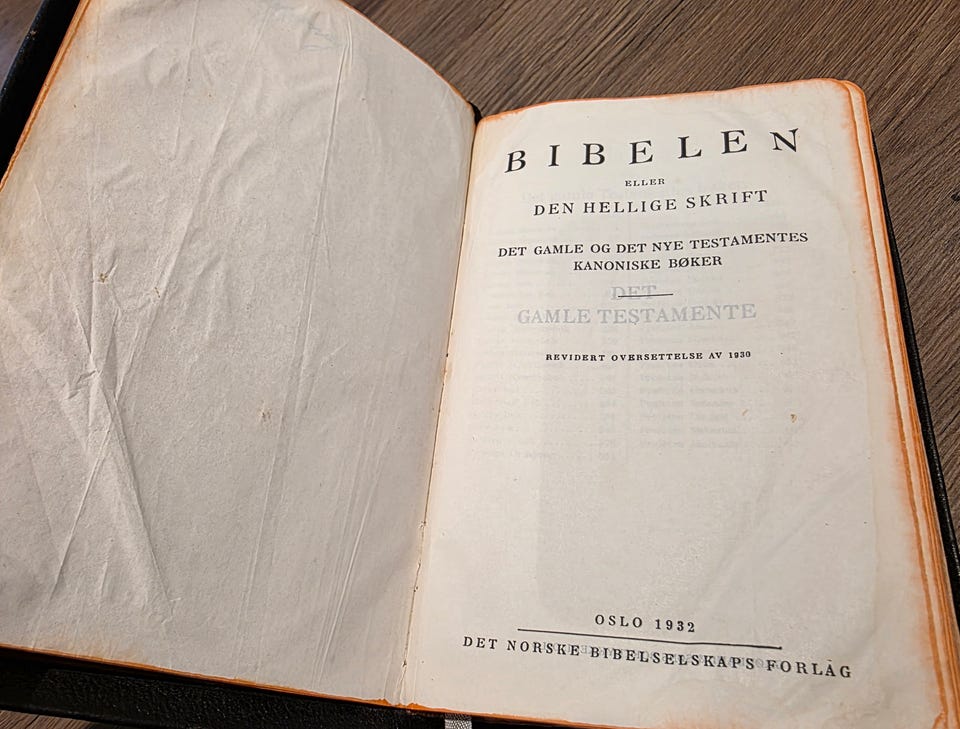 BIBELEN
ELLER
DEN HELLIGE SKRIFT
DET GAMLE OG DET NYE TESTAMENTES
KANONISKE BØKER
DET
GAMLE TESTAMENTE
REVIDERT OVERSETTELSE AV 1930
OSLO 1932
DET NORSKE BIBELSELSKAPS FORLAG